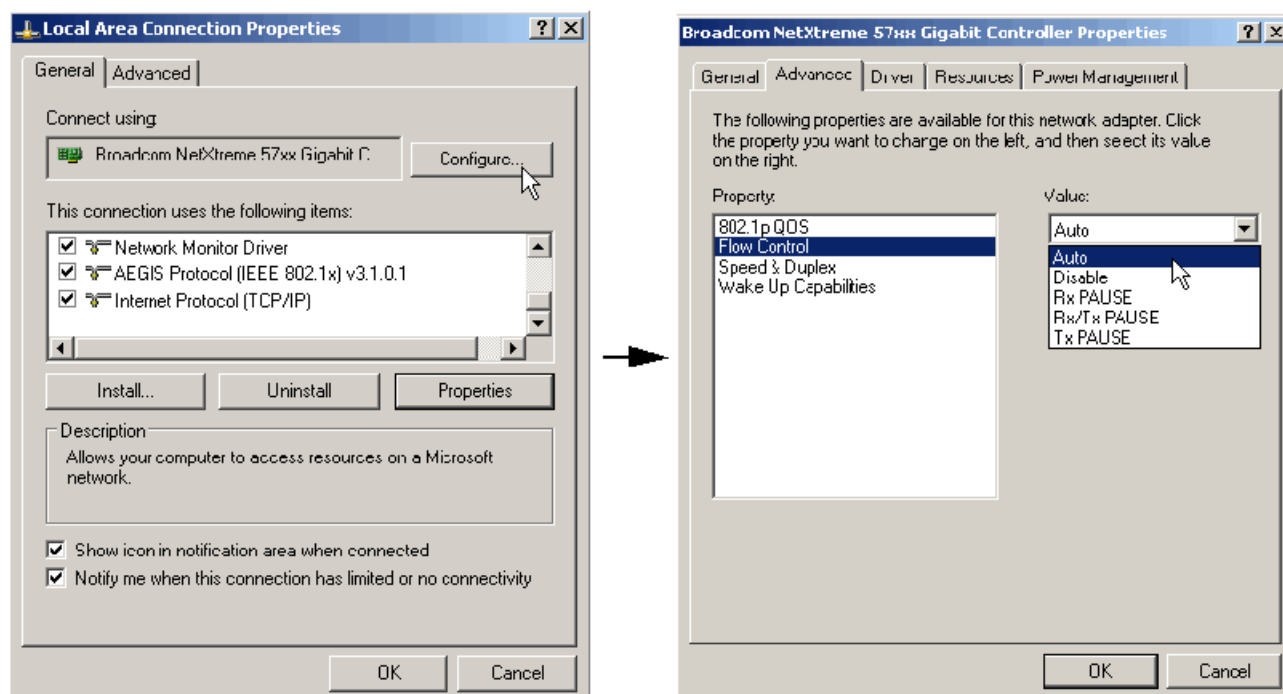 Local Area Connection Properties
General
Advanced
Connect using:
Broadcom NetXtreme 57xx Gigabit C
Configure...
This connection uses the following items:
Network Monitor Driver
AEGIS Protocol (IEEE 802.1x) v3.1.0.1
Internet Protocol (TCP/IP)
Install...
Uninstall
Properties
Description
Allows your computer to access resources on a Microsoft
network.
Show icon in notification area when connected
Notify me when this connection has limited or no connectivity
OK
Cancel
Broadcom NetXtreme 57xx Gigabit Controller Properties
General
Advanced
Driver
Resources
Power Management
The following properties are available for this network adapter. Click
the property you want to change on the left, and then select its value
on the right.
Property:
802.1p QOS
Flow Control
Speed & Duplex
Wake Up Capabilities
Value:
Auto
Auto
Disable
Rx PAUSE
Rx/Tx PAUSE
Tx PAUSE
OK
Cancel